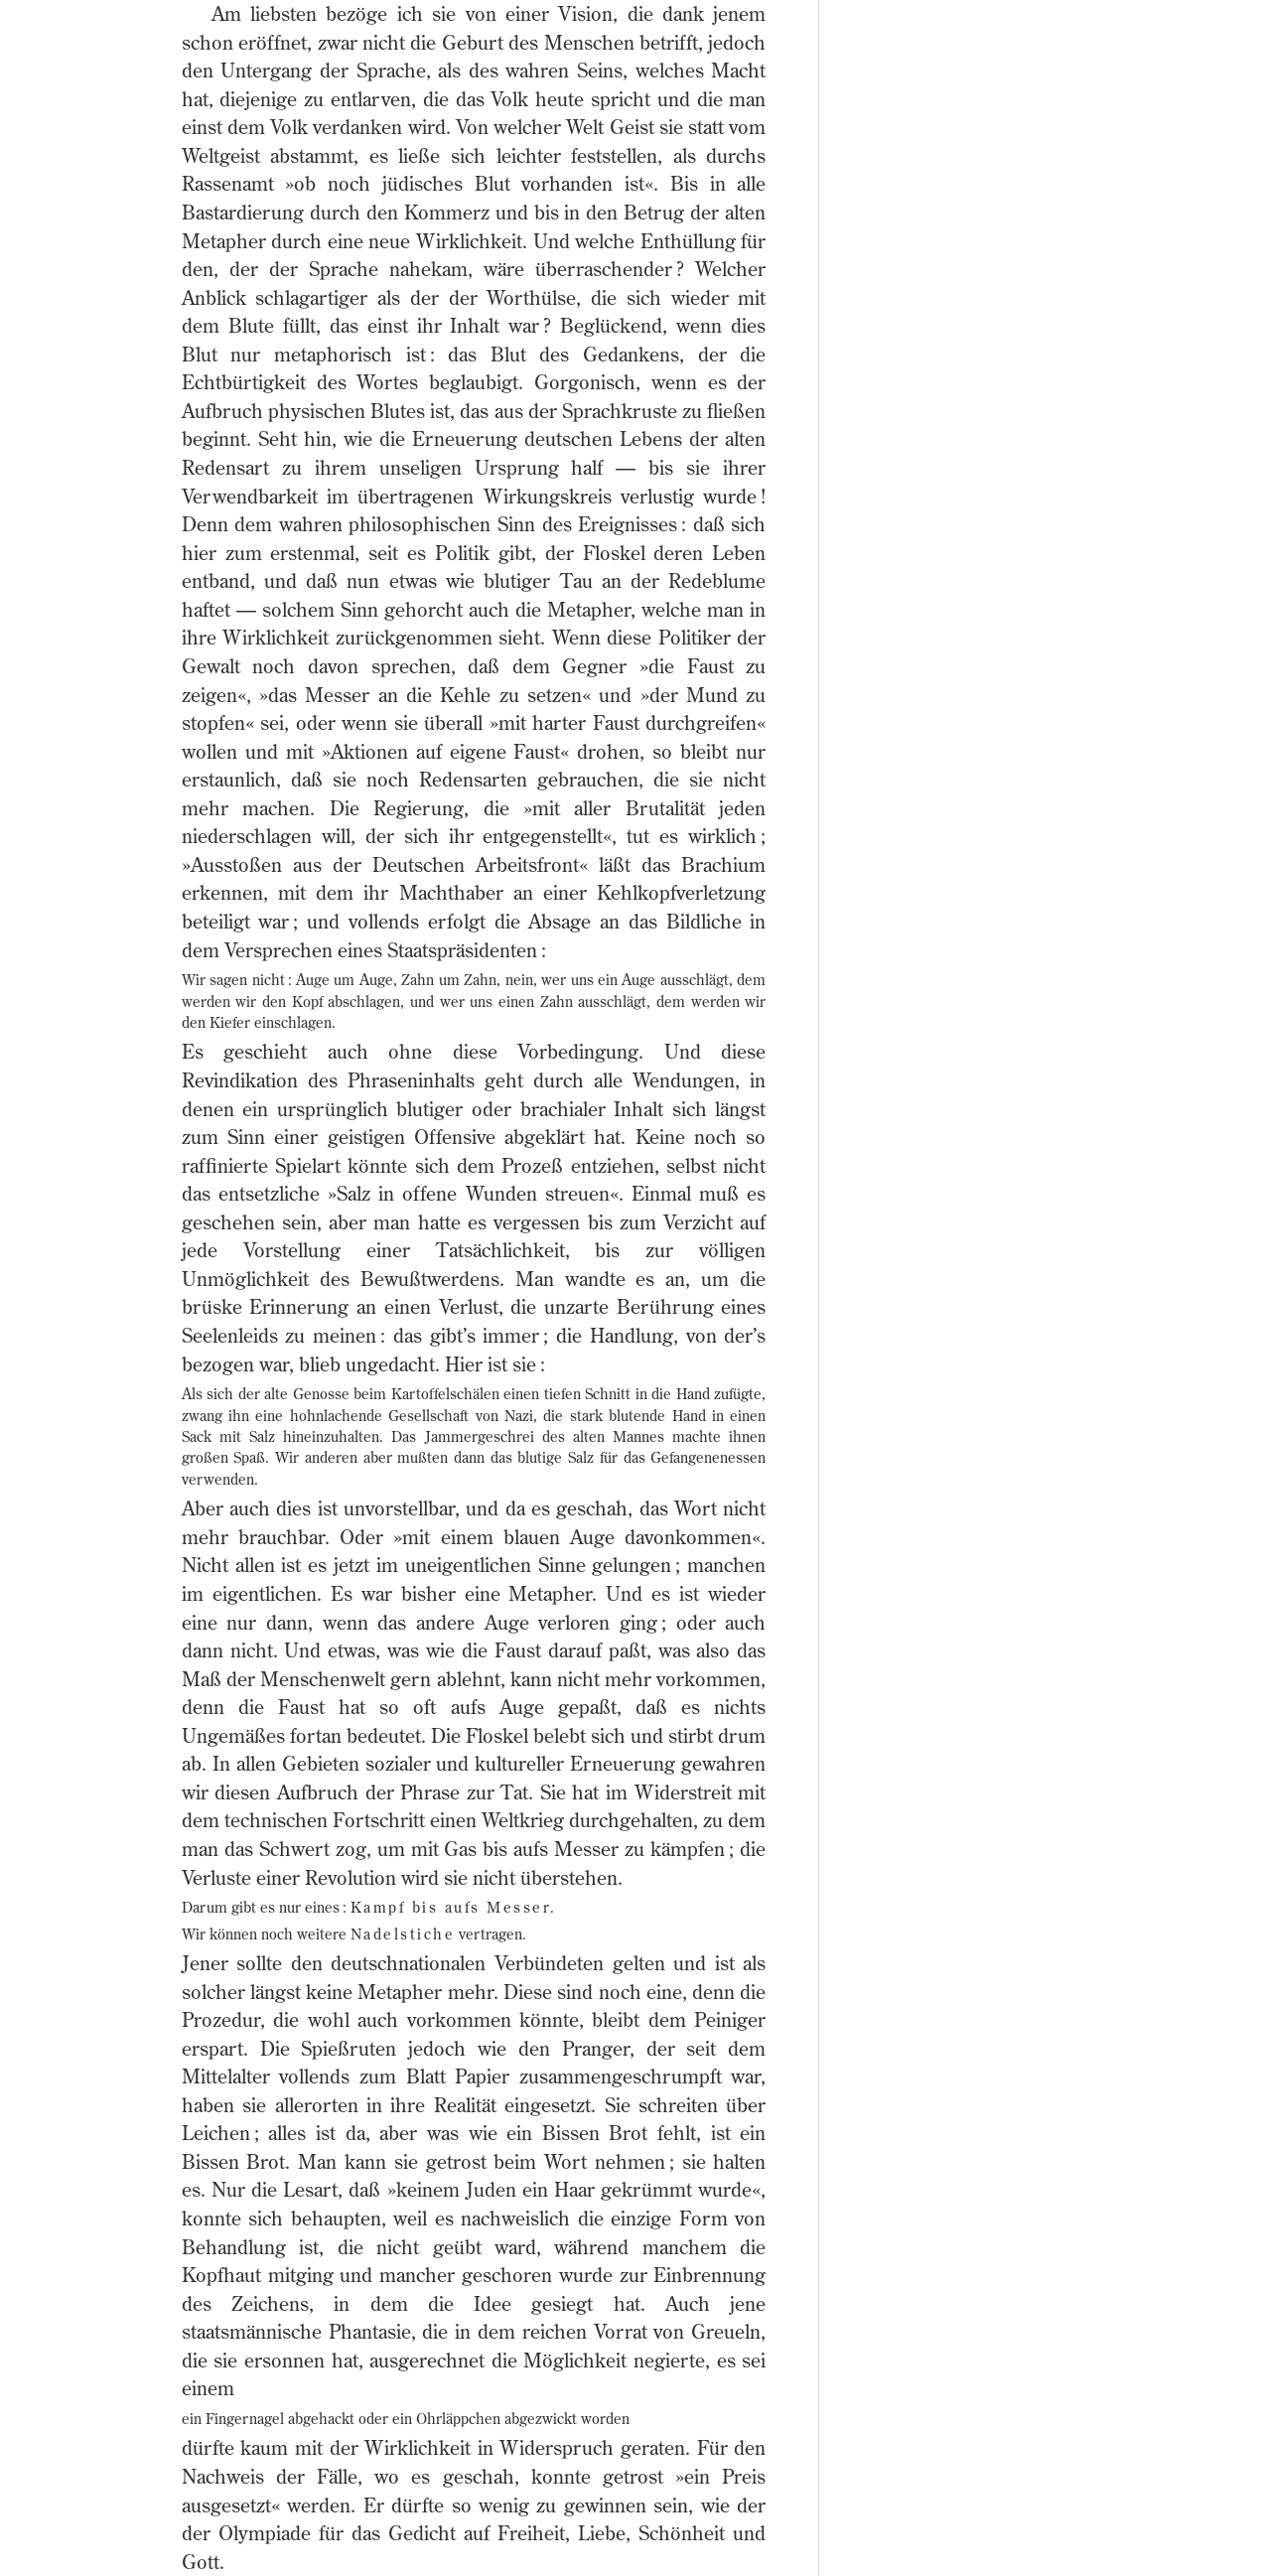 Am liebsten bezöge ich sie von einer Vision, die dank jenem
schon eröffnet, zwar nicht die Geburt des Menschen betrifft, jedoch
den Untergang der Sprache, als des wahren Seins, welches Macht
hat, diejenige zu entlarven, die das Volk heute spricht und die man
einst dem Volk verdanken wird. Von welcher Welt Geist sie statt vom
Weltgeist abstammt, es ließe sich leichter feststellen, als durchs
Rassenamt »ob noch jüdisches Blut vorhanden ist«. Bis in alle
Bastardierung durch den Kommerz und bis in den Betrug der alten
Metapher durch eine neue Wirklichkeit. Und welche Enthüllung für
den, der der Sprache nahekam, wäre überraschender ? Welcher
Anblick schlagartiger als der der Worthülse, die sich wieder mit
dem Blute füllt, das einst ihr Inhalt war ? Beglückend, wenn dies
Blut nur metaphorisch ist : das Blut des Gedankens, der die
Echtbürtigkeit des Wortes beglaubigt. Gorgonisch, wenn es der
Aufbruch physischen Blutes ist, das aus der Sprachkruste zu fließen
beginnt. Seht hin, wie die Erneuerung deutschen Lebens der alten
Redensart zu ihrem unseligen Ursprung half — bis sie ihrer
Verwendbarkeit im übertragenen Wirkungskreis verlustig wurde !
Denn dem wahren philosophischen Sinn des Ereignisses : daß sich
hier zum erstenmal, seit es Politik gibt, der Floskel deren Leben
entband, und daß nun etwas wie blutiger Tau an der Redeblume
haftet — solchem Sinn gehorcht auch die Metapher, welche man in
ihre Wirklichkeit zurückgenommen sieht. Wenn diese Politiker der
Gewalt noch davon sprechen, daß dem Gegner »die Faust zu
zeigen«, »das Messer an die Kehle zu setzen« und »der Mund zu
stopfen« sei, oder wenn sie überall »mit harter Faust durchgreifen«
wollen und mit »Aktionen auf eigene Faust« drohen, so bleibt nur
erstaunlich, daß sie noch Redensarten gebrauchen, die sie nicht
mehr machen. Die Regierung, die »mit aller Brutalität jeden
niederschlagen will, der sich ihr entgegenstellt«, tut es wirklich ;
»Ausstoßen aus der Deutschen Arbeitsfront« läßt das Brachium
erkennen, mit dem ihr Machthaber an einer Kehlkopfverletzung
beteiligt war ; und vollends erfolgt die Absage an das Bildliche in
dem Versprechen eines Staatspräsidenten :
Wir sagen nicht : Auge um Auge, Zahn um Zahn, nein, wer uns ein Auge ausschlägt, dem
werden wir den Kopf abschlagen, und wer uns einen Zahn ausschlägt, dem werden wir
den Kiefer einschlagen.
Es geschieht auch ohne diese Vorbedingung. Und diese
Revindikation des Phraseninhalts geht durch alle Wendungen, in
denen ein ursprünglich blutiger oder brachialer Inhalt sich längst
zum Sinn einer geistigen Offensive abgeklärt hat. Keine noch so
raffinierte Spielart könnte sich dem Prozeß entziehen, selbst nicht
das entsetzliche »Salz in offene Wunden streuen«. Einmal muß es
geschehen sein, aber man hatte es vergessen bis zum Verzicht auf
jede Vorstellung einer Tatsächlichkeit, bis zur völligen
Unmöglichkeit des Bewußtwerdens. Man wandte es an, um die
brüske Erinnerung an einen Verlust, die unzarte Berührung eines
Seelenleids zu meinen : das gibt’s immer ; die Handlung, von der’s
bezogen war, blieb ungedacht. Hier ist sie :
Als sich der alte Genosse beim Kartoffelschälen einen tiefen Schnitt in die Hand zufügte,
zwang ihn eine hohnlachende Gesellschaft von Nazi, die stark blutende Hand in einen
Sack mit Salz hineinzuhalten. Das Jammergeschrei des alten Mannes machte ihnen
großen Spaß. Wir anderen aber mußten dann das blutige Salz für das Gefangenenessen
verwenden.
Aber auch dies ist unvorstellbar, und da es geschah, das Wort nicht
mehr brauchbar. Oder »mit einem blauen Auge davonkommen«.
Nicht allen ist es jetzt im uneigentlichen Sinne gelungen ; manchen
im eigentlichen. Es war bisher eine Metapher. Und es ist wieder
eine nur dann, wenn das andere Auge verloren ging ; oder auch
dann nicht. Und etwas, was wie die Faust darauf paßt, was also das
Maß der Menschenwelt gern ablehnt, kann nicht mehr vorkommen,
denn die Faust hat so oft aufs Auge gepaßt, daß es nichts
Ungemäßes fortan bedeutet. Die Floskel belebt sich und stirbt drum
ab. In allen Gebieten sozialer und kultureller Erneuerung gewahren
wir diesen Aufbruch der Phrase zur Tat. Sie hat im Widerstreit mit
dem technischen Fortschritt einen Weltkrieg durchgehalten, zu dem
man das Schwert zog, um mit Gas bis aufs Messer zu kämpfen ; die
Verluste einer Revolution wird sie nicht überstehen.
Darum gibt es nur eines : Kampf bis aufs Messer.
Wir können noch weitere Nadelstiche vertragen.
Jener sollte den deutschnationalen Verbündeten gelten und ist als
solcher längst keine Metapher mehr. Diese sind noch eine, denn die
Prozedur, die wohl auch vorkommen könnte, bleibt dem Peiniger
erspart. Die Spießruten jedoch wie den Pranger, der seit dem
Mittelalter vollends zum Blatt Papier zusammengeschrumpft war,
haben sie allerorten in ihre Realität eingesetzt. Sie schreiten über
Leichen ; alles ist da, aber was wie ein Bissen Brot fehlt, ist ein
Bissen Brot. Man kann sie getrost beim Wort nehmen ; sie halten
es. Nur die Lesart, daß »keinem Juden ein Haar gekrümmt wurde«,
konnte sich behaupten, weil es nachweislich die einzige Form von
Behandlung ist, die nicht geübt ward, während manchem die
Kopfhaut mitging und mancher geschoren wurde zur Einbrennung
des Zeichens, in dem die Idee gesiegt hat. Auch jene
staatsmännische Phantasie, die in dem reichen Vorrat von Greueln,
die sie ersonnen hat, ausgerechnet die Möglichkeit negierte, es sei
einem
ein Fingernagel abgehackt oder ein Ohrläppchen abgezwickt worden
dürfte kaum mit der Wirklichkeit in Widerspruch geraten. Für den
Nachweis der Fälle, wo es geschah, konnte getrost »ein Preis
ausgesetzt« werden. Er dürfte so wenig zu gewinnen sein, wie der
der Olympiade für das Gedicht auf Freiheit, Liebe, Schönheit und
Gott.